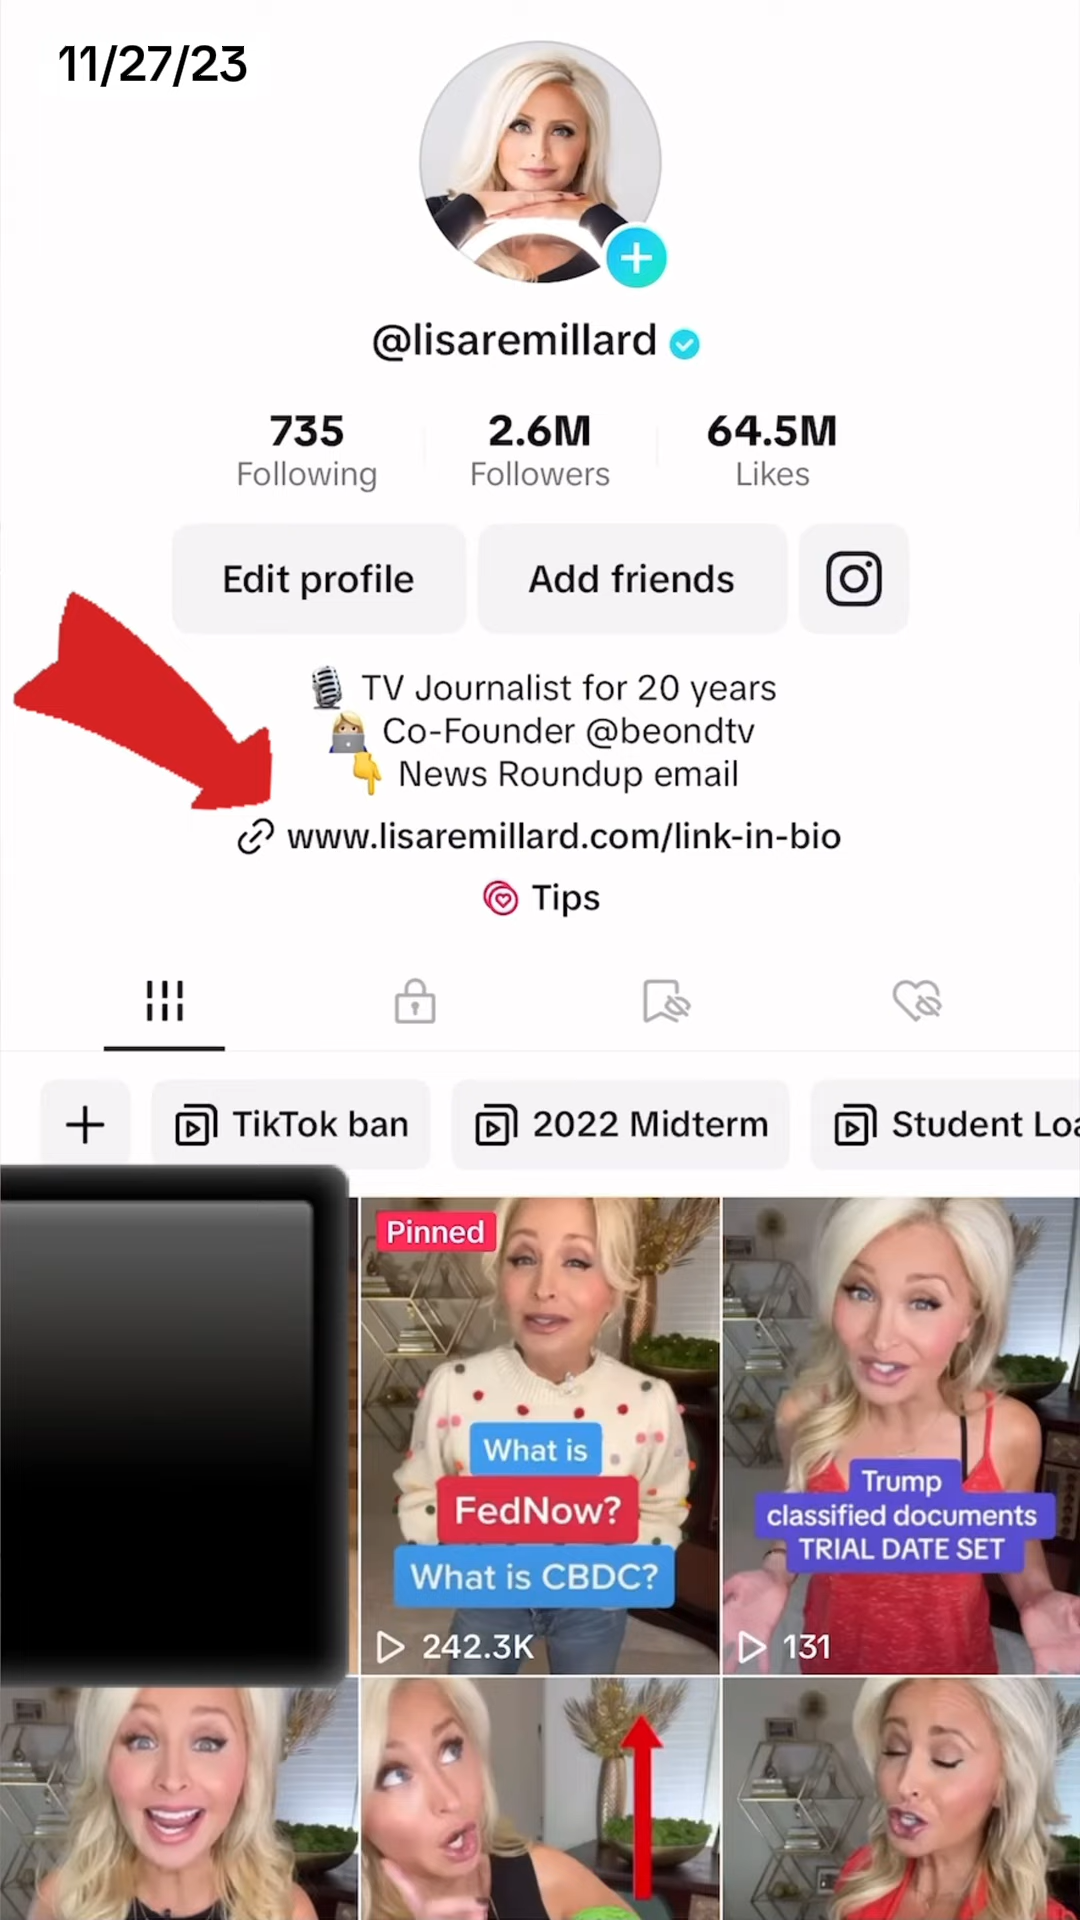 11/27/23
@lisaremillard
735
Following
2.6M
Followers
64.5M
Likes
Edit profile
Add friends
TV Journalist for 20 years
Co-Founder @beondtv
News Roundup email
www.lisaremillard.com/link-in-bio
Tips
TikTok ban
2022 Midterm
Student Loa
Pinned
What is
FedNow?
What is CBDC?
242.3K
Trump
classified documents
TRIAL DATE SET
131